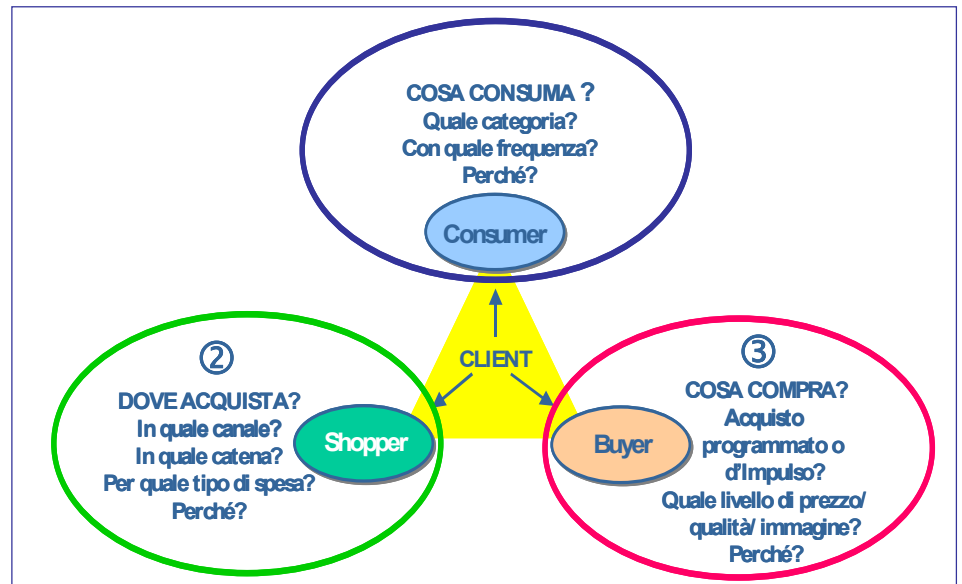 COSA CONSUMA ?
Quale categoria?
Con quale frequenza?
Perché?
Consumer
CLIENT
②
DOVE ACQUISTA?
In quale canale?
In quale catena?
Per quale tipo di spesa?
Perché?
Shopper
③
COSA COMPRA?
Acquisto
programmato o
d'Impulso?
Quale livello di prezzo/
qualità/ immagine?
Perché?
Buyer